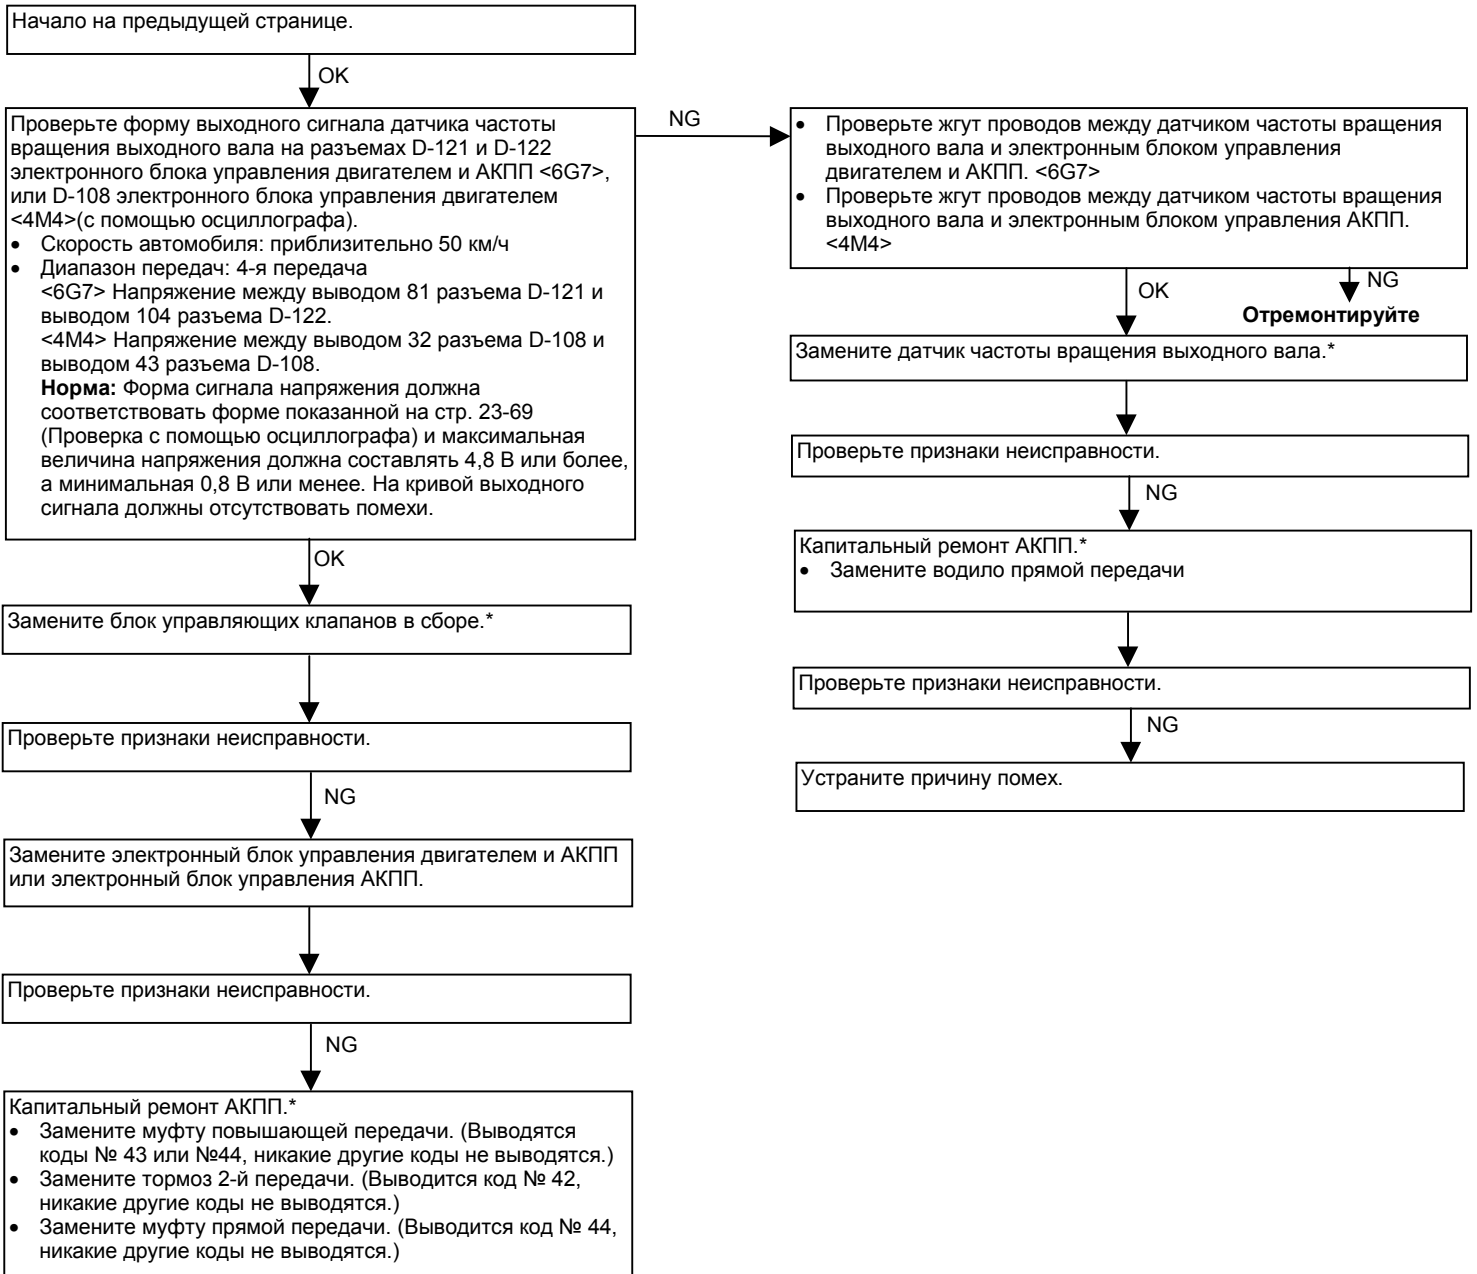 Начало на предыдущей странице.
OK
Проверьте форму выходного сигнала датчика частоты
вращения выходного вала на разъемах D-121 и D-122
электронного блока управления двигателем и АКПП <6G7>,
или D-108 электронного блока управления двигателем
<4M4>(с помощью осциллографа).
• Скорость автомобиля: приблизительно 50 км/ч
• Диапазон передач: 4-я передача
<6G7> Напряжение между выводом 81 разъема D-121 и
выводом 104 разъема D-122.
<4M4> Напряжение между выводом 32 разъема D-108 и
выводом 43 разъема D-108.
Норма: Форма сигнала напряжения должна
соответствовать форме показанной на стр. 23-69
(Проверка с помощью осциллографа) и максимальная
величина напряжения должна составлять 4,8 В или более,
а минимальная 0,8 В или менее. На кривой выходного
сигнала должны отсутствовать помехи.
OK
Замените блок управляющих клапанов в сборе.*
Проверьте признаки неисправности.
NG
Замените электронный блок управления двигателем и АКПП
или электронный блок управления АКПП.
Проверьте признаки неисправности.
NG
Капитальный ремонт АКПП.*
• Замените муфту повышающей передачи. (Выводятся
коды № 43 или №44, никакие другие коды не выводятся.)
• Замените тормоз 2-й передачи. (Выводится код № 42,
никакие другие коды не выводятся.)
• Замените муфту прямой передачи. (Выводится код № 44,
никакие другие коды не выводятся.)
NG
• Проверьте жгут проводов между датчиком частоты вращения
выходного вала и электронным блоком управления
двигателем и АКПП. <6G7>
• Проверьте жгут проводов между датчиком частоты вращения
выходного вала и электронным блоком управления АКПП.
<4M4>
NG
Отремонтируйте
OK
Замените датчик частоты вращения выходного вала.*
Проверьте признаки неисправности.
NG
Капитальный ремонт АКПП.*
• Замените водило прямой передачи
Проверьте признаки неисправности.
NG
Устраните причину помех.